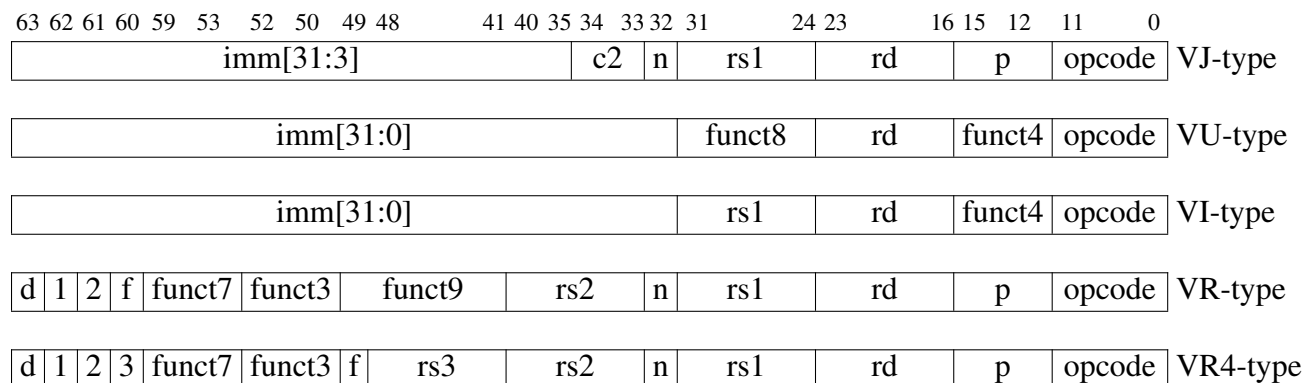 63 62 61 60 59 53 52 50 49 48 41 40 35 34 33 32 31 24 23 16 15 12 11 0
imm[31:3] c2 n rs1 rd p opcode VJ-type
imm[31:0] funct8 rd funct4 opcode VU-type
imm[31:0] rs1 rd funct4 opcode VI-type
d 1 2 f funct7 funct3 funct9 rs2 n rs1 rd p opcode VR-type
d 1 2 3 funct7 funct3 f rs3 rs2 n rs1 rd p opcode VR4-type